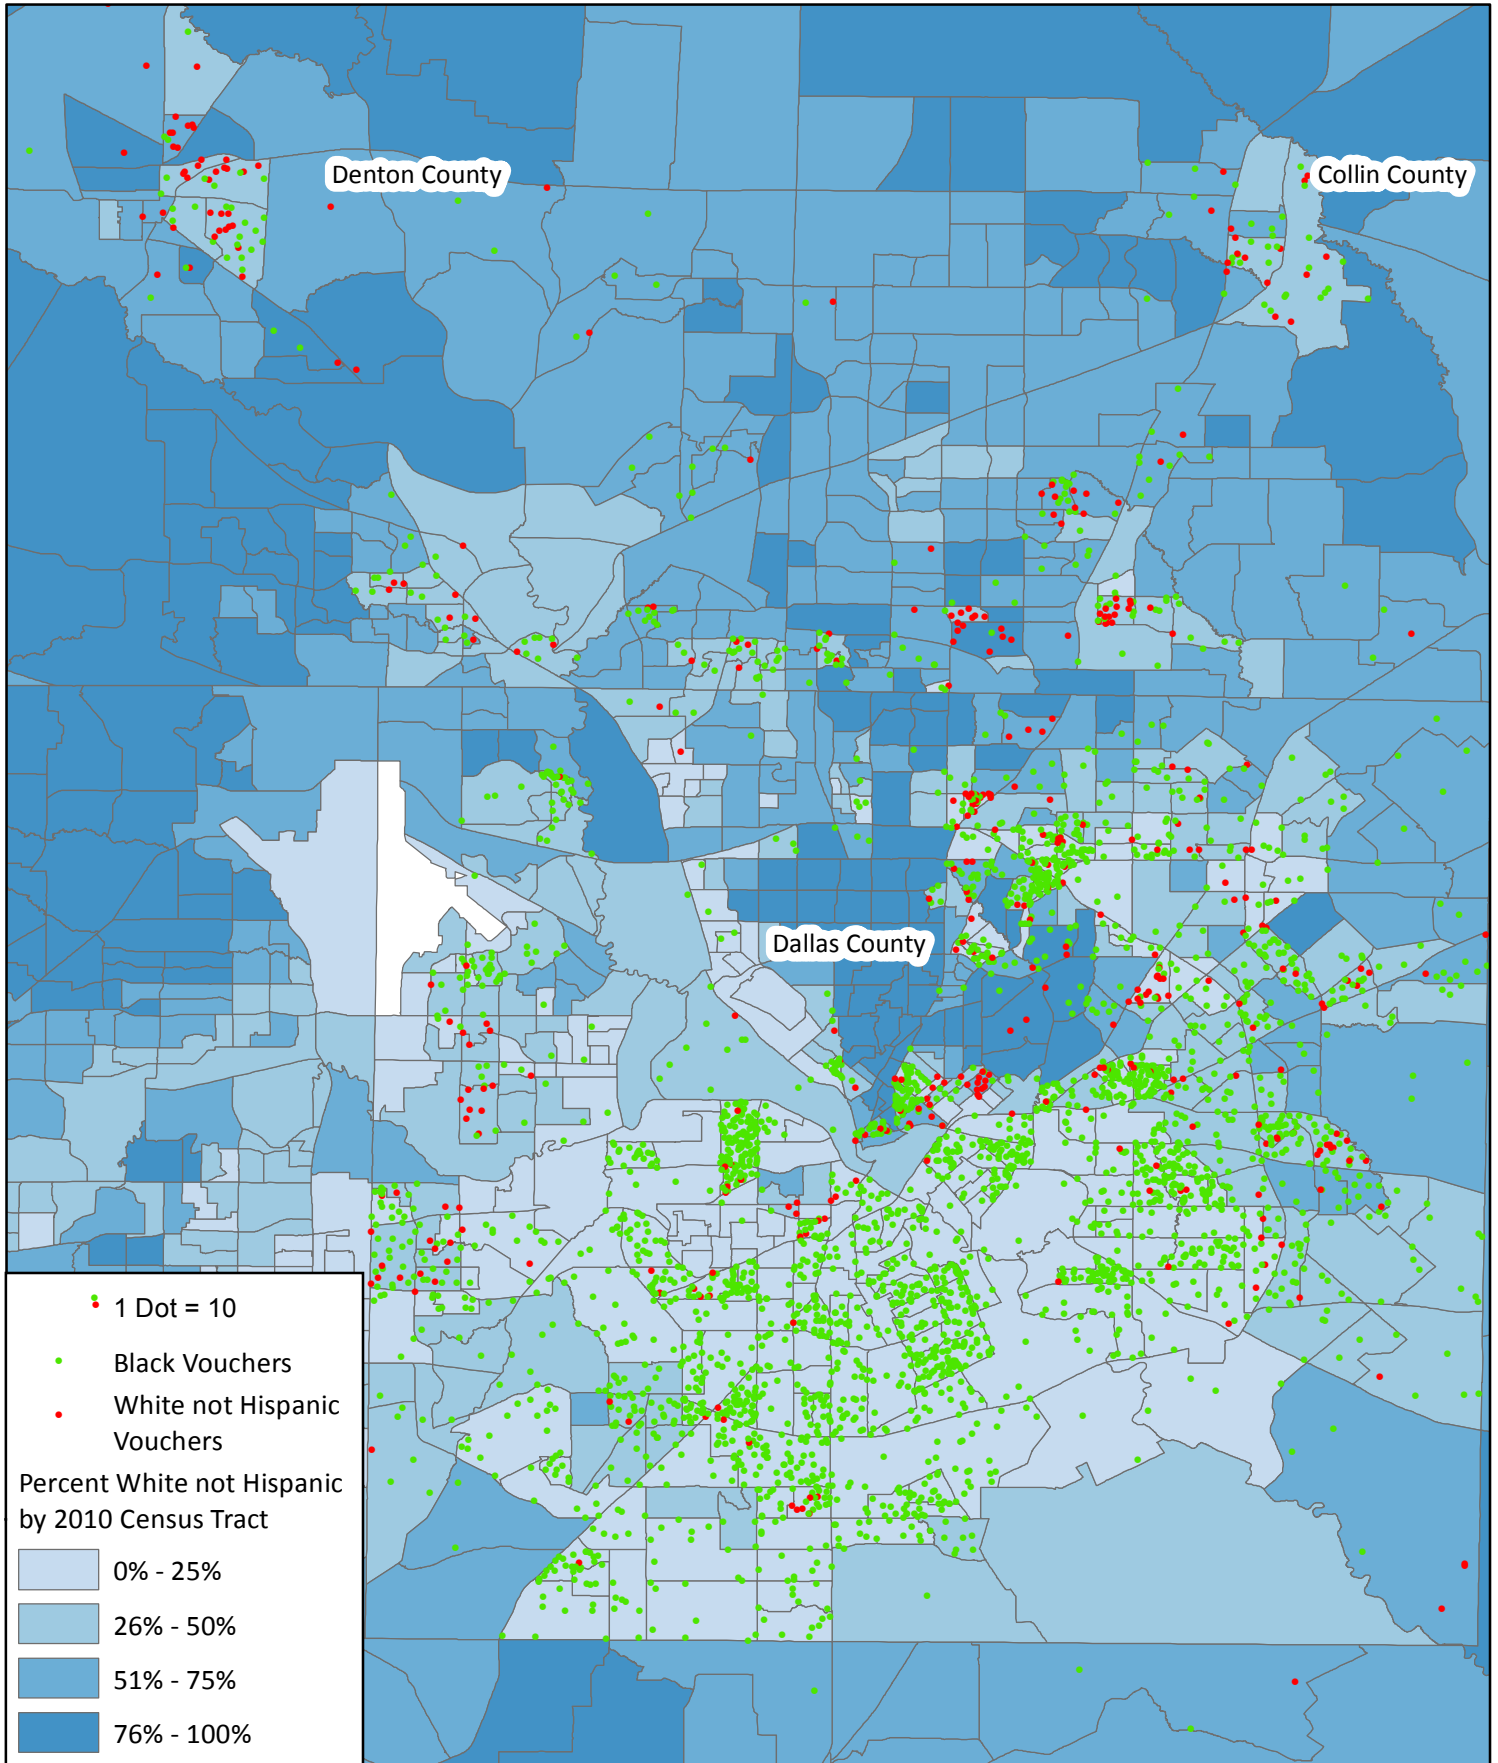 Denton County
Collin County
Dallas County
1 Dot = 10
Black Vouchers
White not Hispanic
Vouchers
Percent White not Hispanic
by 2010 Census Tract
0% - 25%
26% - 50%
51% - 75%
76% - 100%